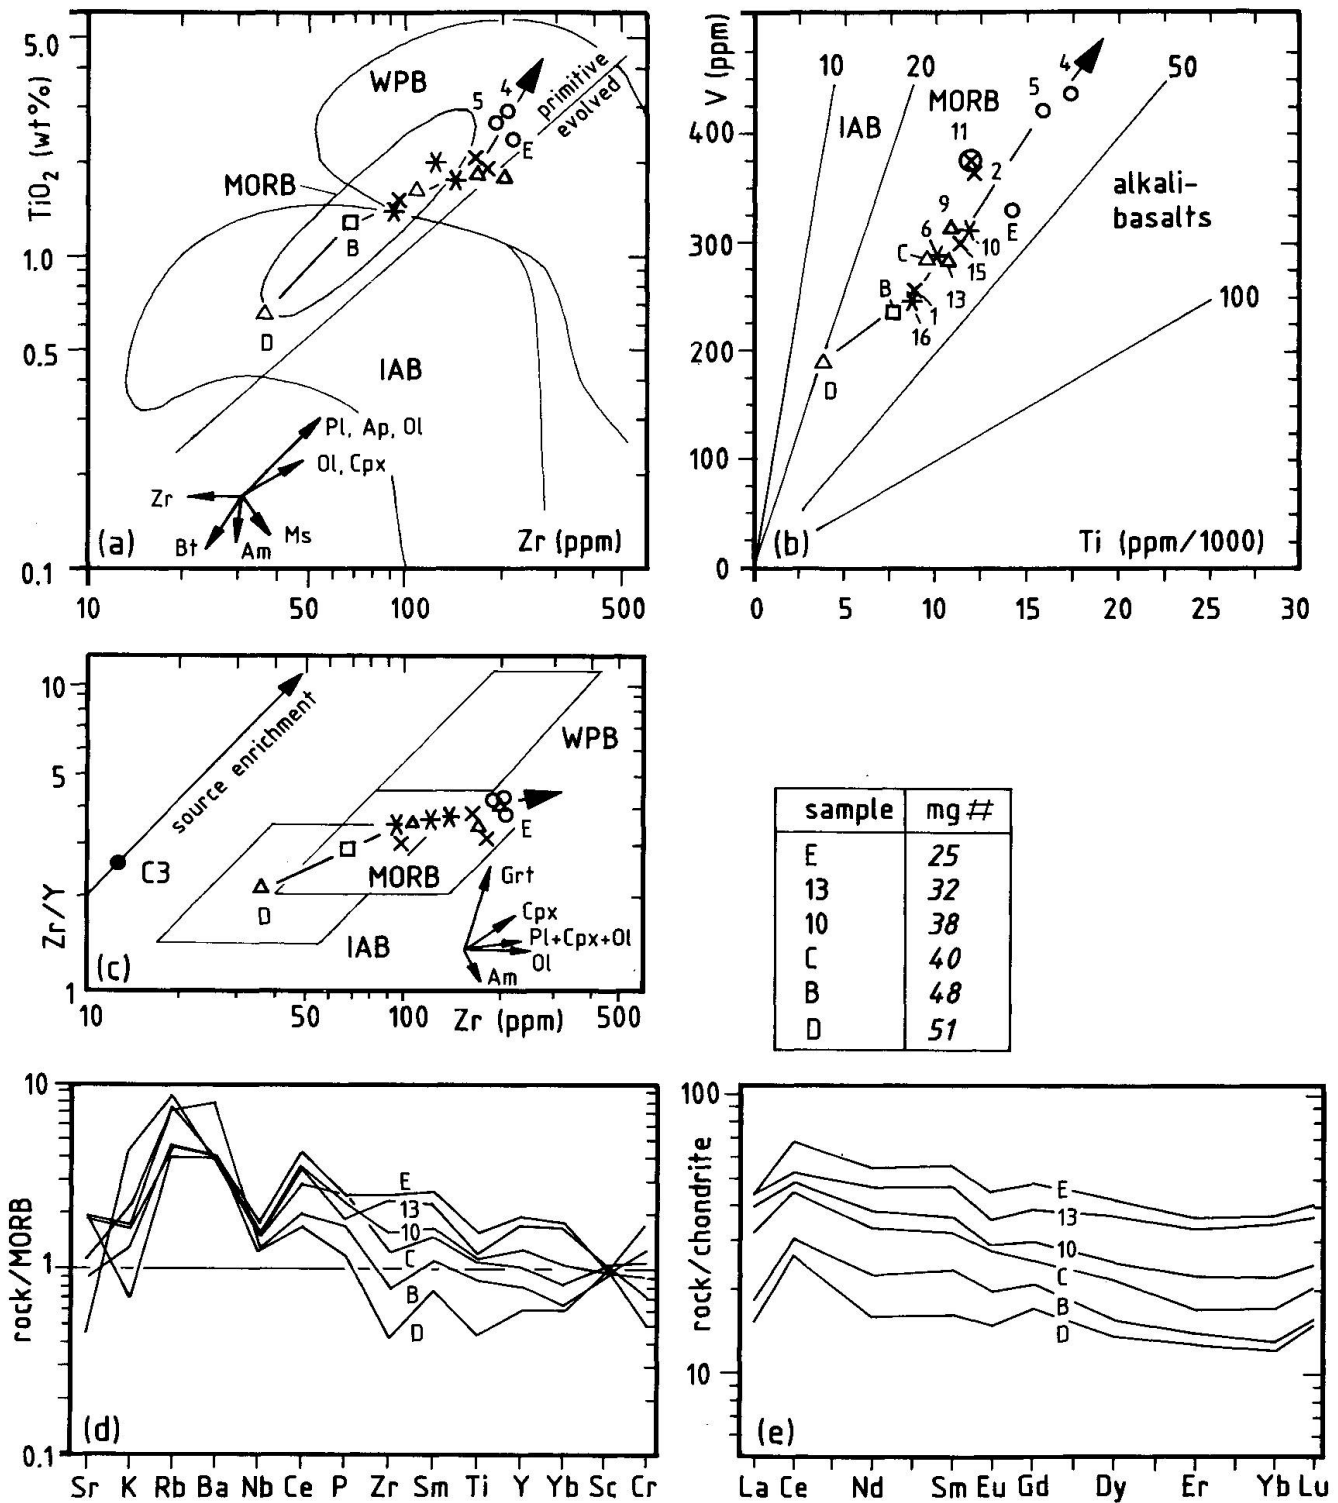 TiO2 (wt%)
5.0
1.0
0.5
0.1
WPB
5 4
primitive
evolved
E
MORB
B
D
IAB
Pl, Ap, Ol
Ol, Cpx
Zr
Bt
Am
Ms
(a)
Zr (ppm)
10 50 100 500
V (ppm)
400
300
200
100
0
10
20
50
100
IAB
MORB
alkali-
basalts
4
5
11
2
9
E
6
10
C
15
B
13
1
16
D
(b)
Ti (ppm/1000)
0 5 10 15 20 25 30
Zr/Y
10
5
1
source enrichment
C3
WPB
E
MORB
D
IAB
Grt
Cpx
Pl+Cpx+Ol
Ol
Am
(c)
10 50 100 Zr (ppm) 500
sample mg #
E 25
13 32
10 38
C 40
B 48
D 51
rock/MORB
10
1
0.1
E
13
10
C
B
D
(d)
Sr K Rb Ba Nb Ce P Zr Sm Ti Y Yb Sc Cr
rock/chondrite
100
10
E
13
10
C
B
D
(e)
La Ce Nd Sm Eu Gd Dy Er Yb Lu